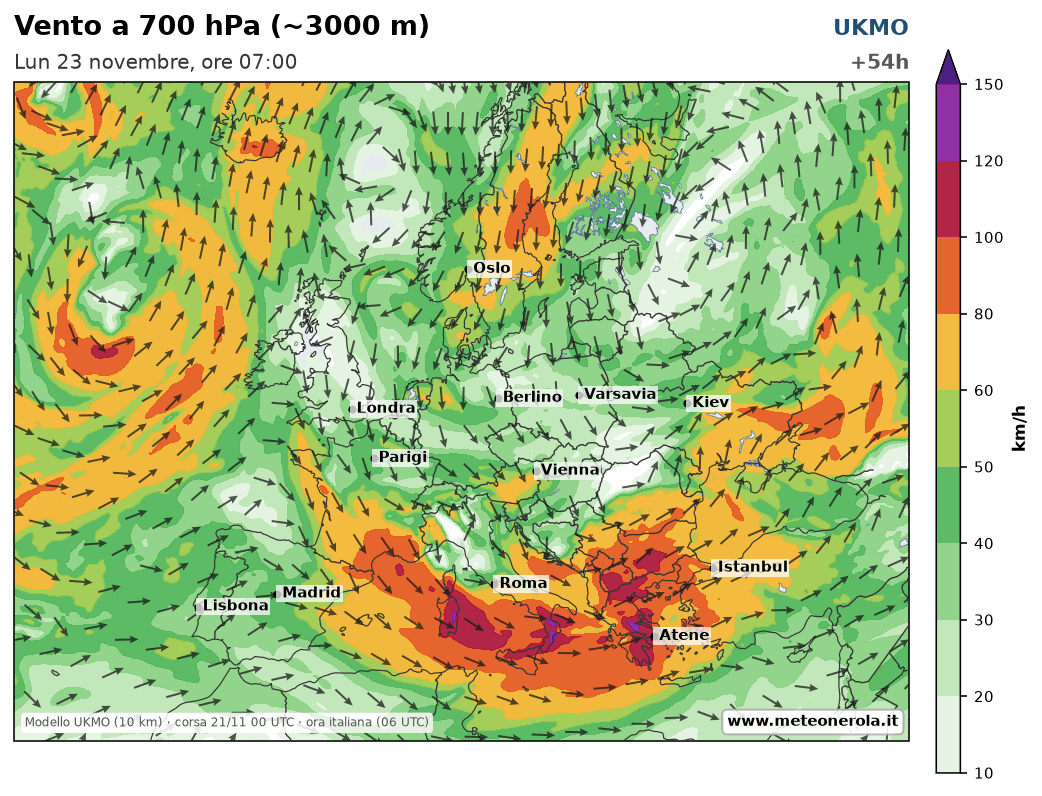 Vento a 700 hPa (~3000 m)
UKMO
Lun 23 novembre, ore 07:00
+54h
150
120
100
80
60
50
40
30
20
10
km/h
Oslo
Londra
Berlino
Varsavia
Kiev
Parigi
Vienna
Istanbul
Roma
Madrid
Lisbona
Atene
Modello UKMO (10 km) · corsa 21/11 00 UTC · ora italiana (06 UTC)
www.meteonerola.it